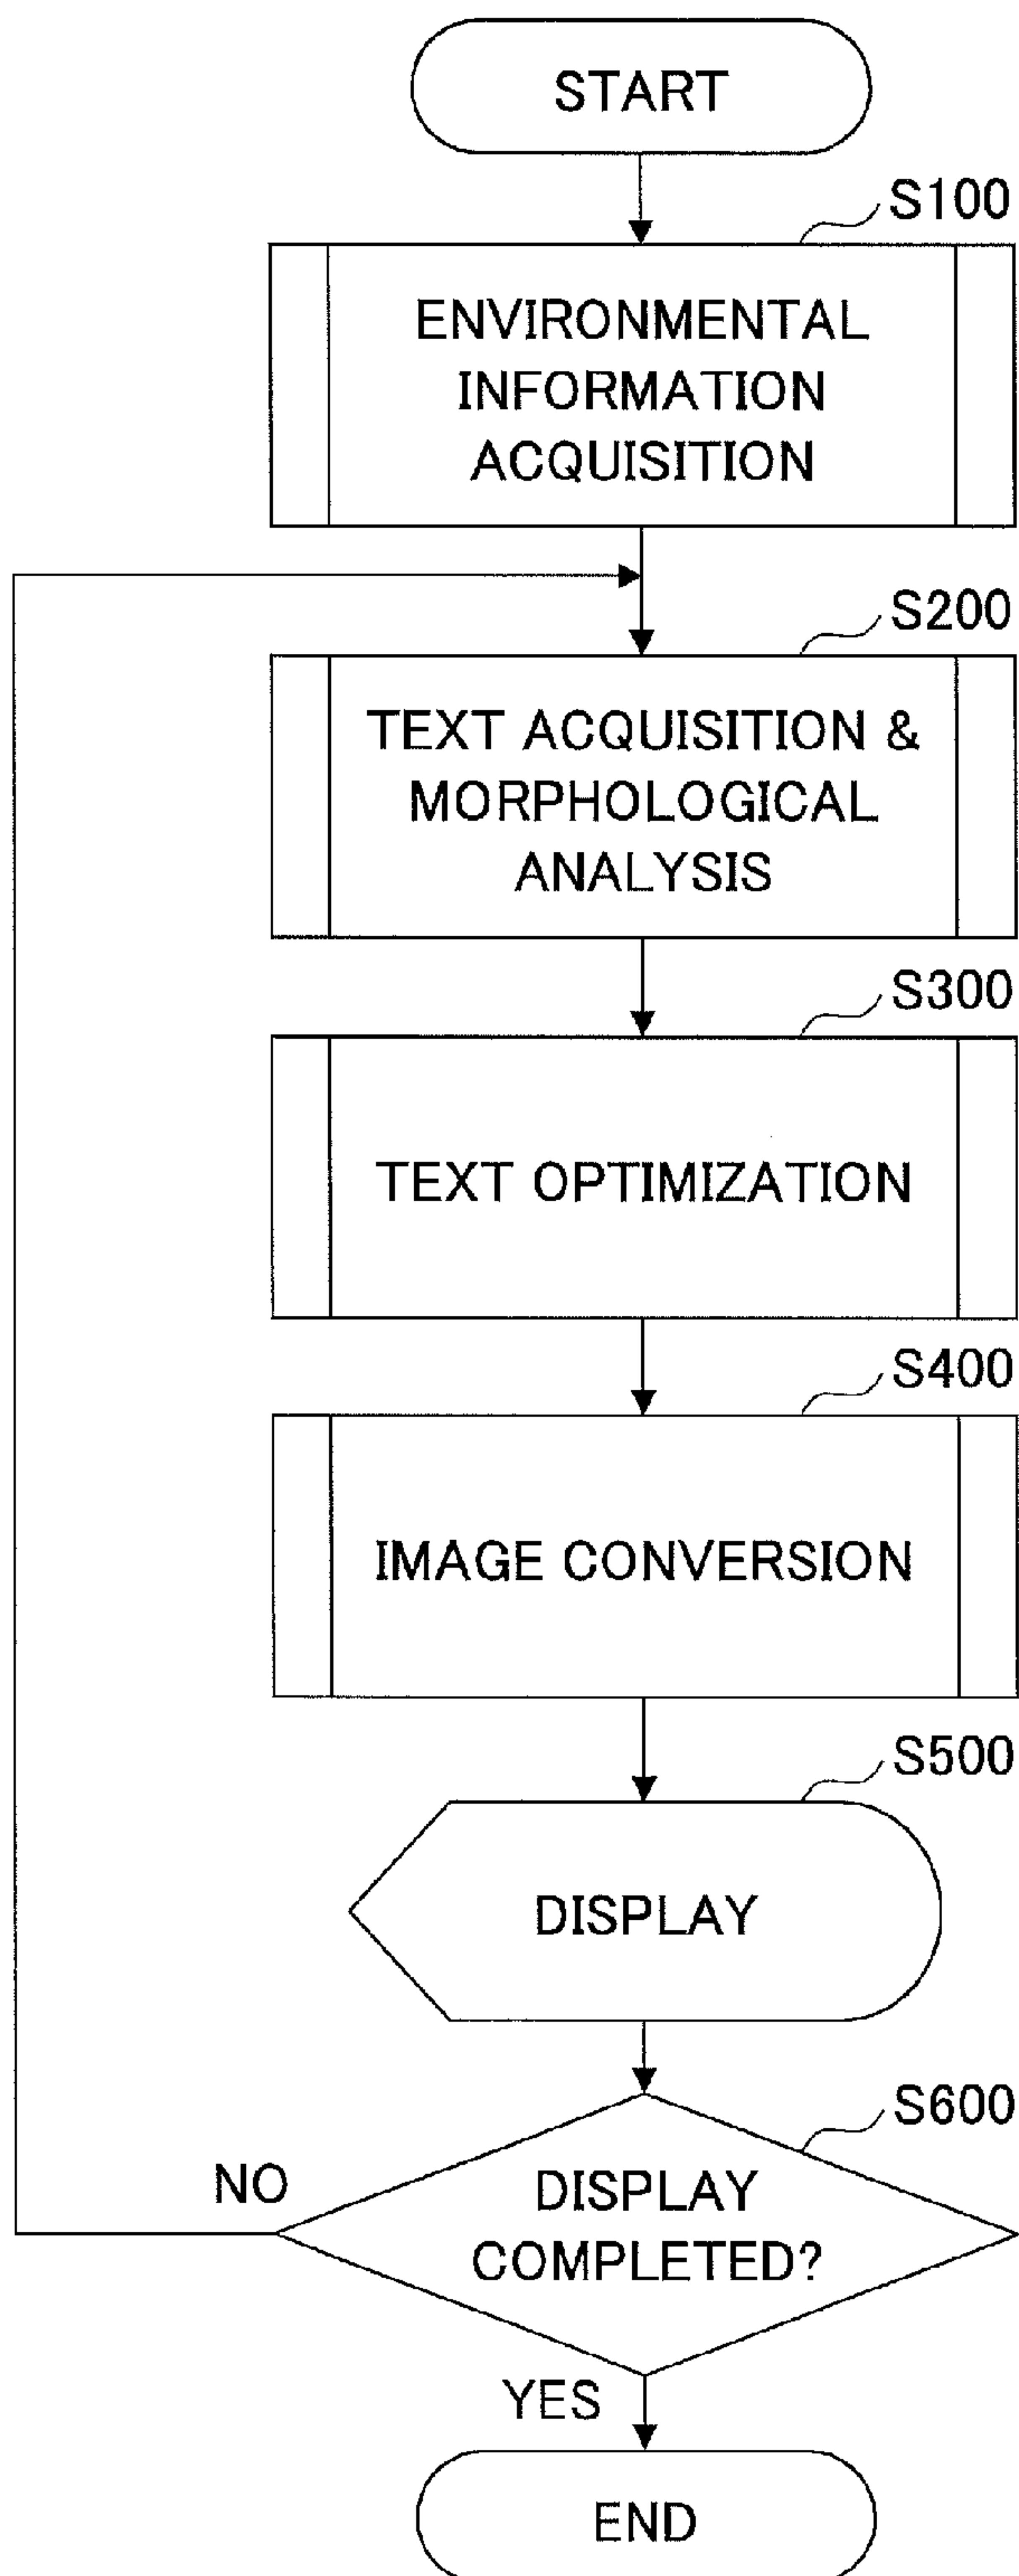 START
S100
ENVIRONMENTAL
INFORMATION
ACQUISITION
S200
TEXT ACQUISITION &
MORPHOLOGICAL
ANALYSIS
S300
TEXT OPTIMIZATION
S400
IMAGE CONVERSION
S500
DISPLAY
S600
NO
DISPLAY
COMPLETED?
YES
END